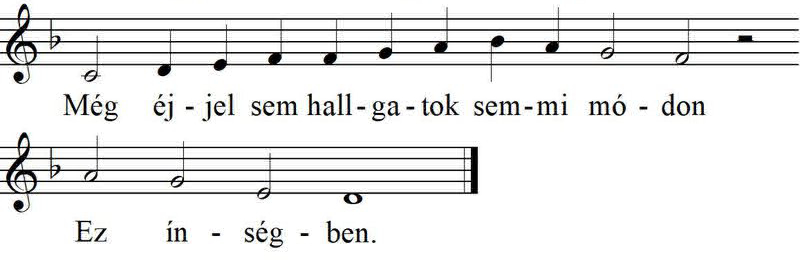 Még éj - jel sem hall - ga - tok sem - mi mó - don
Ez ín - ség - ben.